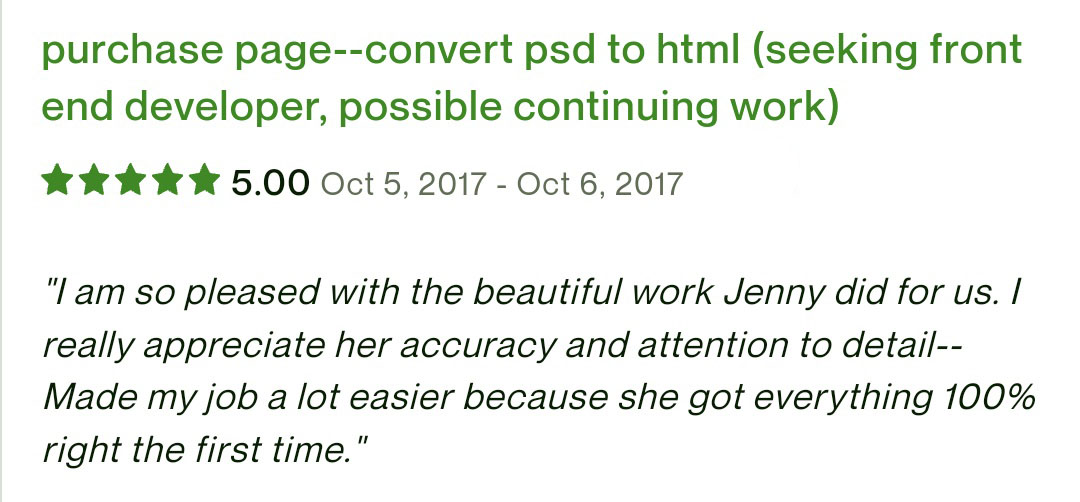 purchase page--convert psd to html (seeking front
end developer, possible continuing work)
5.00 Oct 5, 2017 - Oct 6, 2017
"I am so pleased with the beautiful work Jenny did for us. I
really appreciate her accuracy and attention to detail--
Made my job a lot easier because she got everything 100%
right the first time."